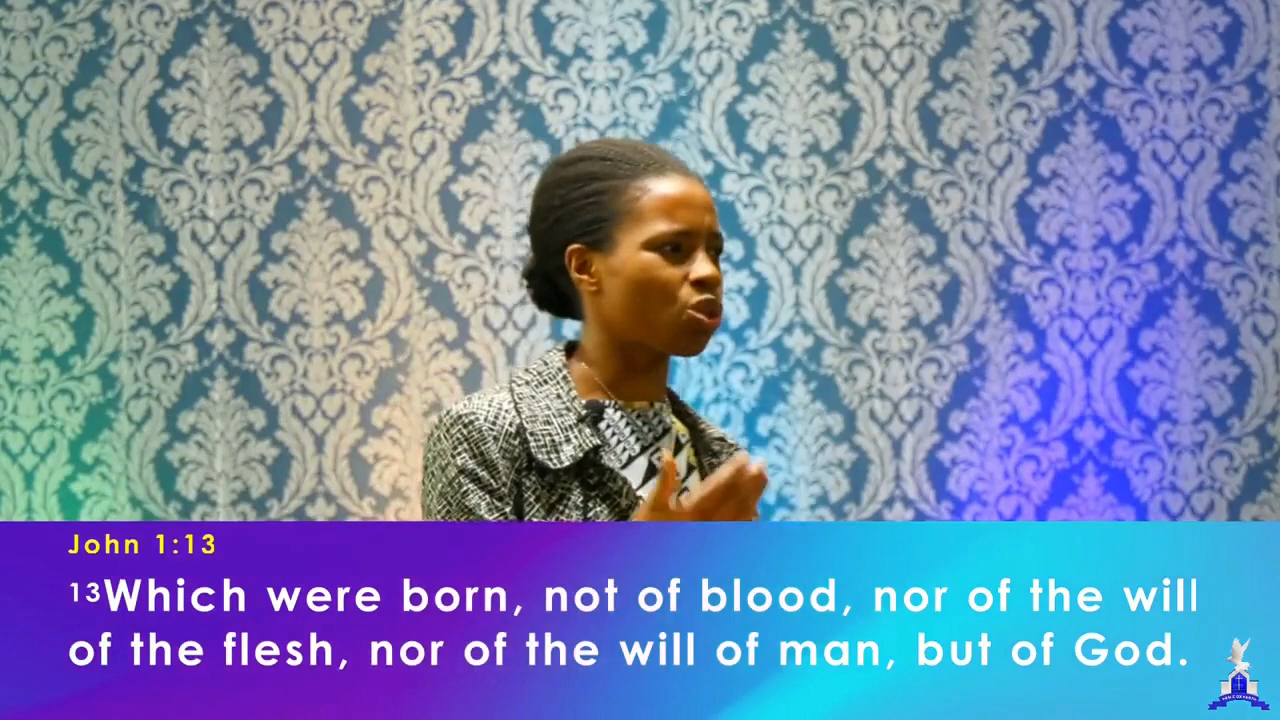 John 1:13
¹³Which were born, not of blood, nor of the will
of the flesh, nor of the will of man, but of God.